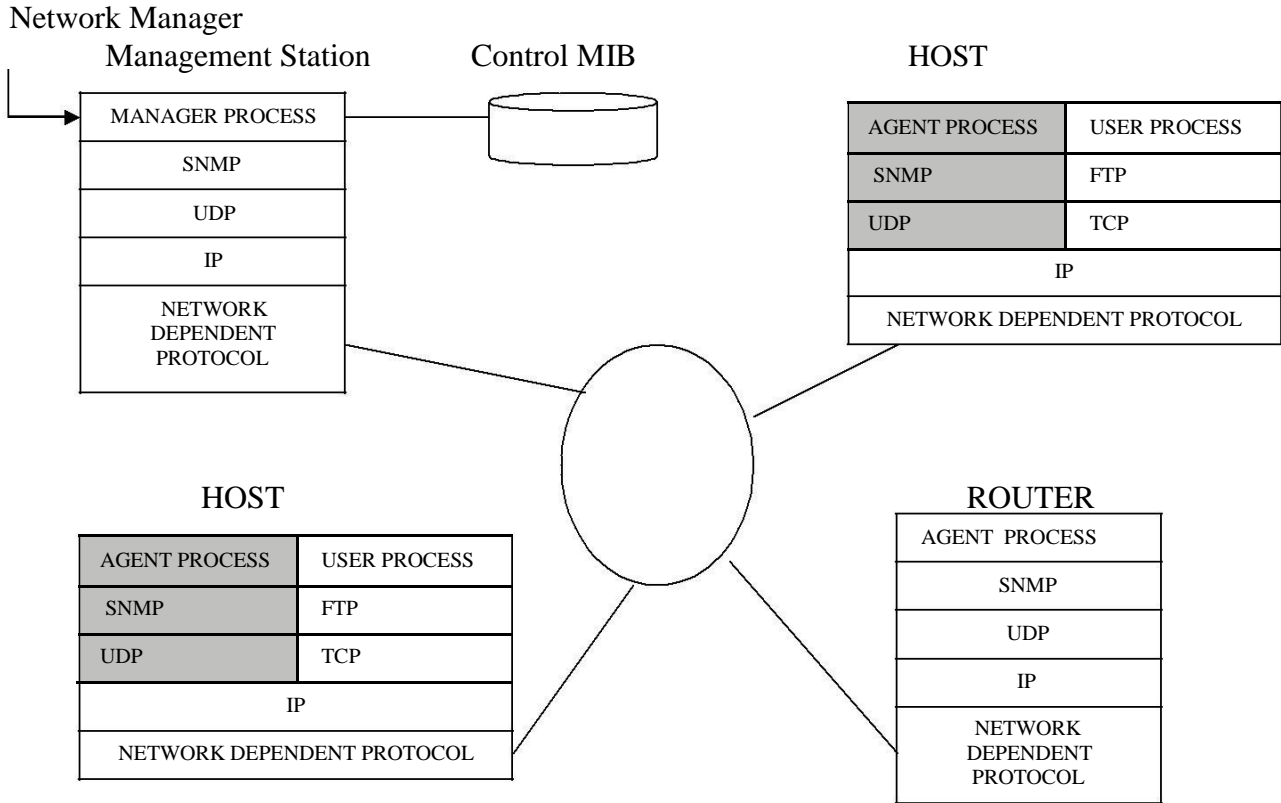 Network Manager
Management Station
Control MIB
HOST
MANAGER PROCESS
SNMP
UDP
IP
NETWORK
DEPENDENT
PROTOCOL
AGENT PROCESS
USER PROCESS
SNMP
FTP
UDP
TCP
IP
NETWORK DEPENDENT PROTOCOL
HOST
AGENT PROCESS
USER PROCESS
SNMP
FTP
UDP
TCP
IP
NETWORK DEPENDENT PROTOCOL
ROUTER
AGENT PROCESS
SNMP
UDP
IP
NETWORK
DEPENDENT
PROTOCOL